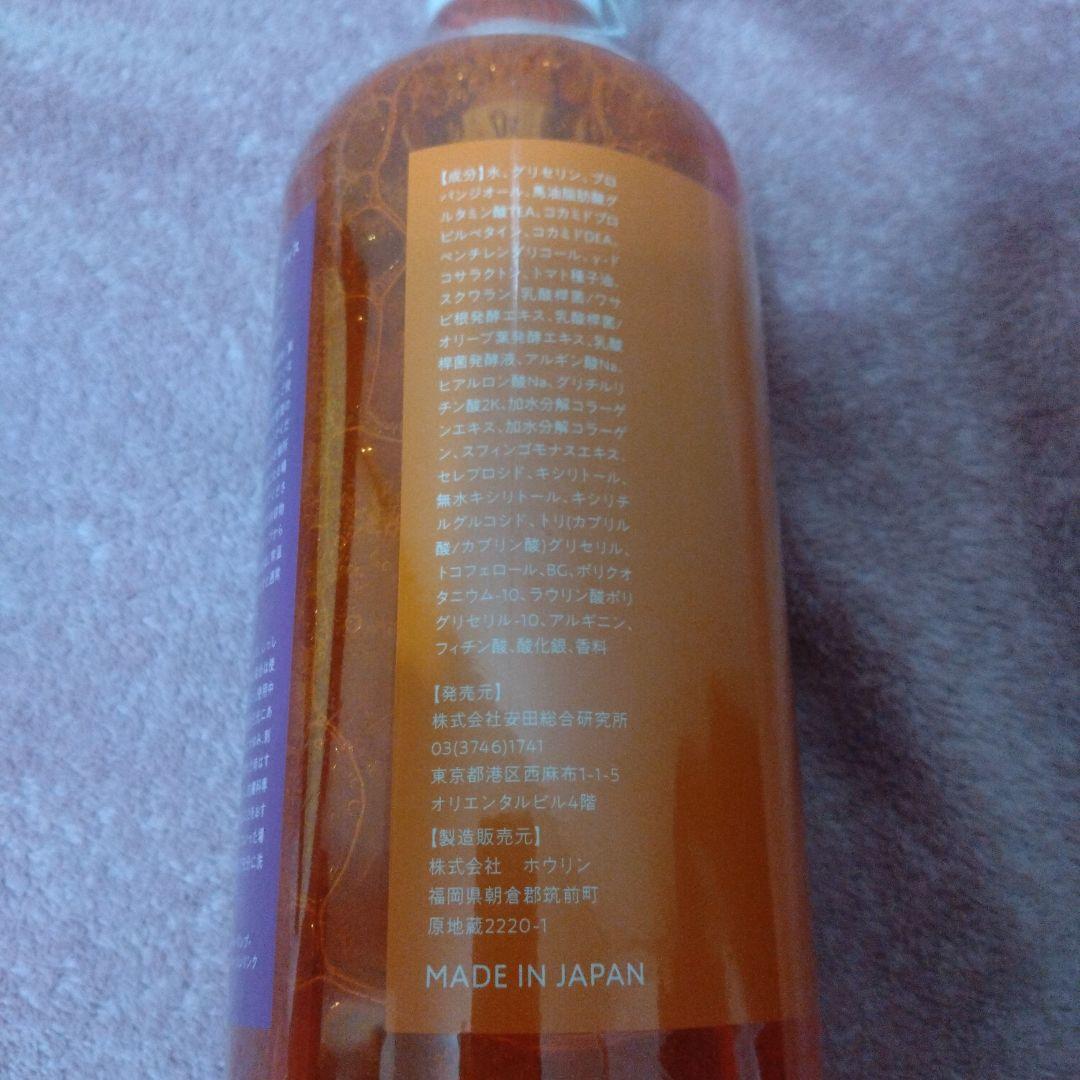 【成分】水、グリセリン、プロ
パンジオール、馬油脂肪酸グ
ルタミン酸TEA、コカミドプロ
ピルベタイン、コカミドDEA、
ペンチレングリコール、γ-ド
コサラクトン、トマト種子油、
スクワラン、乳酸桿菌/ワサ
ビ根発酵エキス、乳酸桿菌/
オリーブ葉発酵エキス、乳酸
桿菌発酵液、アルギン酸Na、
ヒアルロン酸Na、グリチルリ
チン酸2K、加水分解コラーゲ
ンエキス、加水分解コラーゲ
ン、スフィンゴモナスエキス、
セレブロシド、キシリトール、
無水キシリトール、キシリチ
ルグルコシド、トリ(カプリル
酸/カプリン酸)グリセリル、
トコフェロール、BG、ポリクオ
タニウム-10、ラウリン酸ポリ
グリセリル-10、アルギニン、
フィチン酸、酸化銀、香料
【発売元】
株式会社安田総合研究所
03(3746)1741
東京都港区西麻布1-1-5
オリエンタルビル4階
【製造販売元】
株式会社 ホウリン
福岡県朝倉郡筑前町
原地蔵2220-1
MADE IN JAPAN